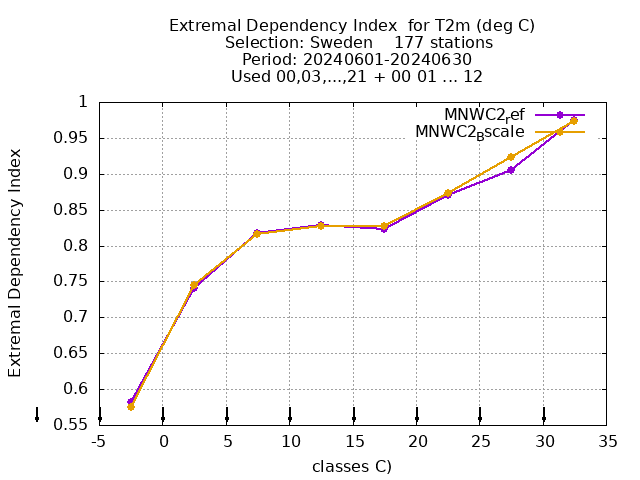 Extremal Dependency Index  for T2m (deg C)
Selection: Sweden    177 stations
Period: 20240601-20240630
Used 00,03,...,21 + 00 01 ... 12
MNWC2ref
MNWC2Bscale
Extremal Dependency Index
1
0.95
0.9
0.85
0.8
0.75
0.7
0.65
0.6
0.55
-5 0 5 10 15 20 25 30 35
classes C)